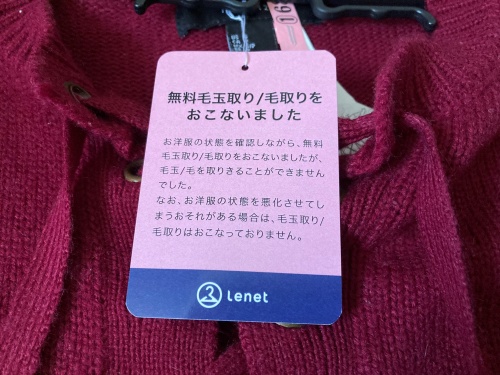 無料毛玉取り/毛取りを
おこないました
お洋服の状態を確認しながら、無料
毛玉取り/毛取りをおこないましたが、
毛玉/毛を取りきることができません
でした。
なお、お洋服の状態を悪化させてし
まうおそれがある場合は、毛玉取り/
毛取りはおこなっておりません。
Lenet